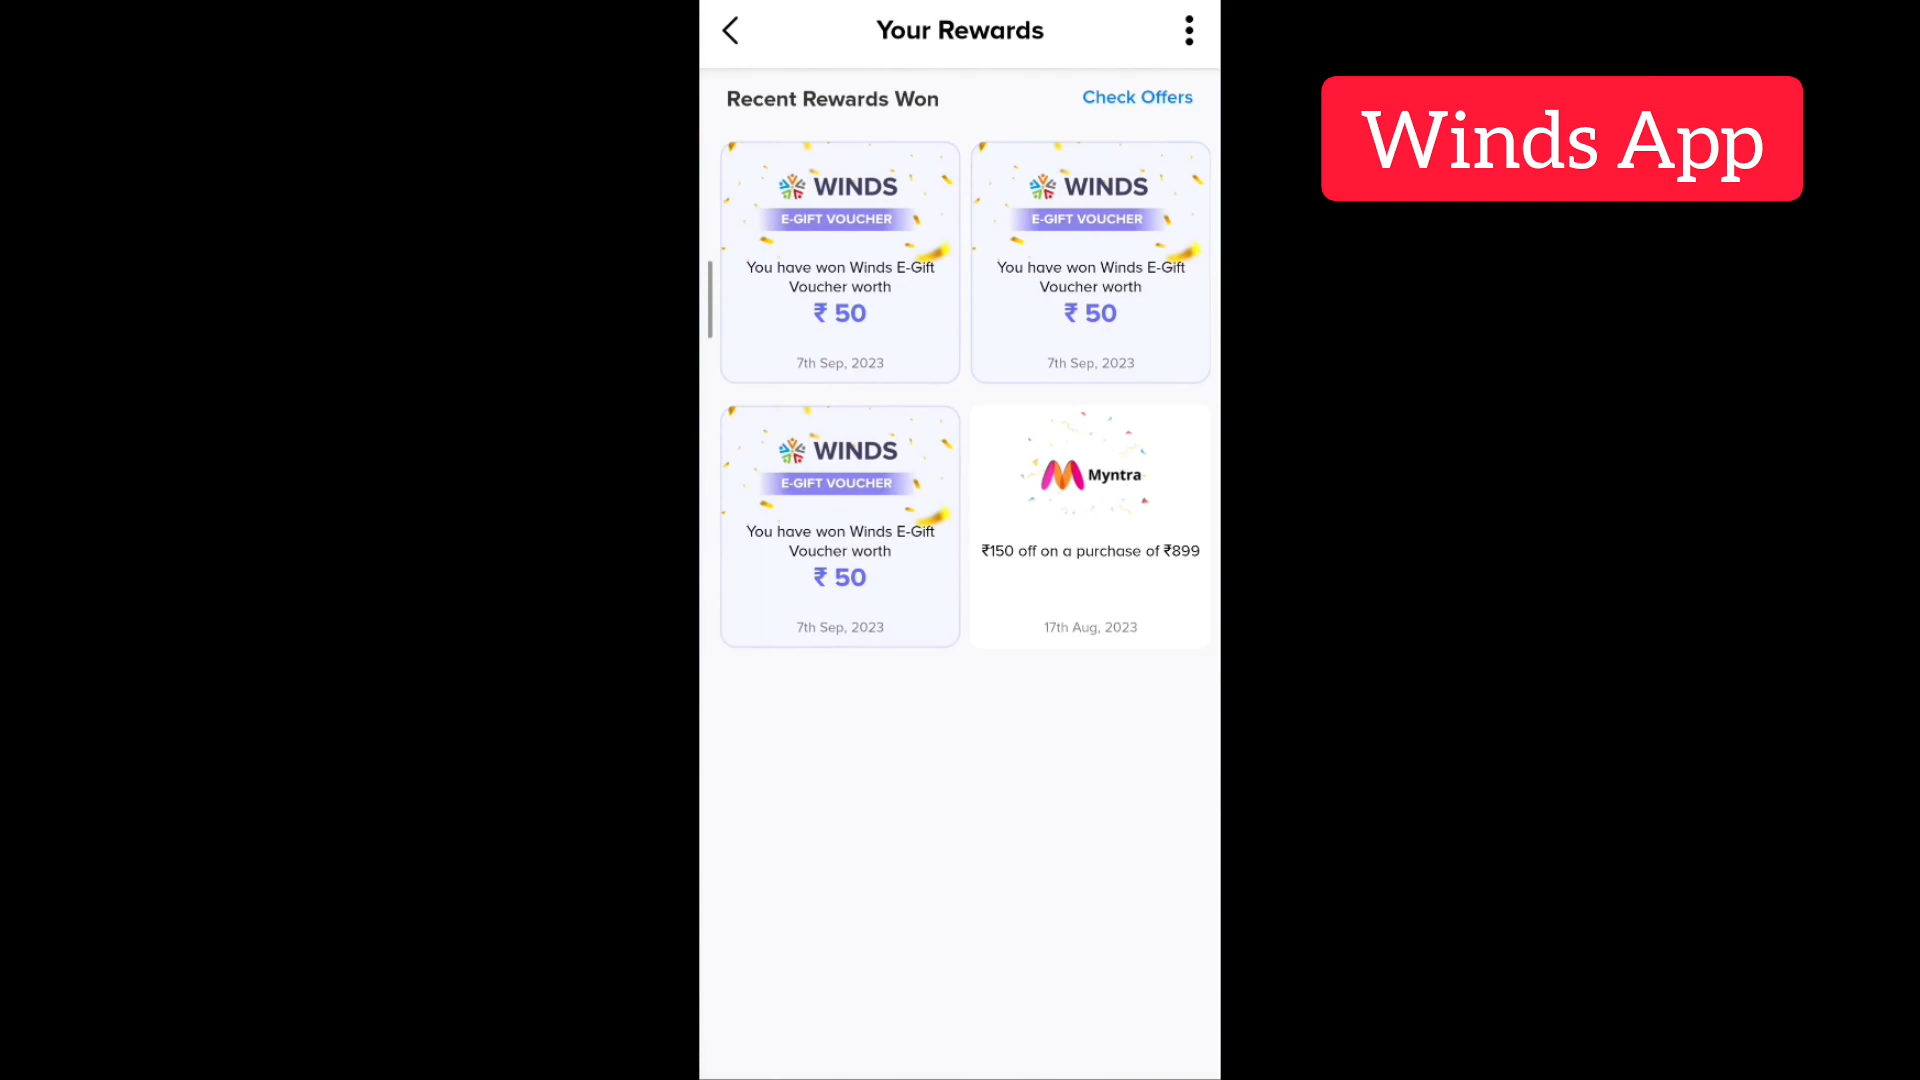 Your Rewards
Winds App
Recent Rewards Won
Check Offers
WINDS
E-GIFT VOUCHER
You have won Winds E-Gift
Voucher worth
₹ 50
7th Sep, 2023
WINDS
E-GIFT VOUCHER
You have won Winds E-Gift
Voucher worth
₹ 50
7th Sep, 2023
WINDS
E-GIFT VOUCHER
You have won Winds E-Gift
Voucher worth
₹ 50
7th Sep, 2023
Myntra
₹150 off on a purchase of ₹899
17th Aug, 2023